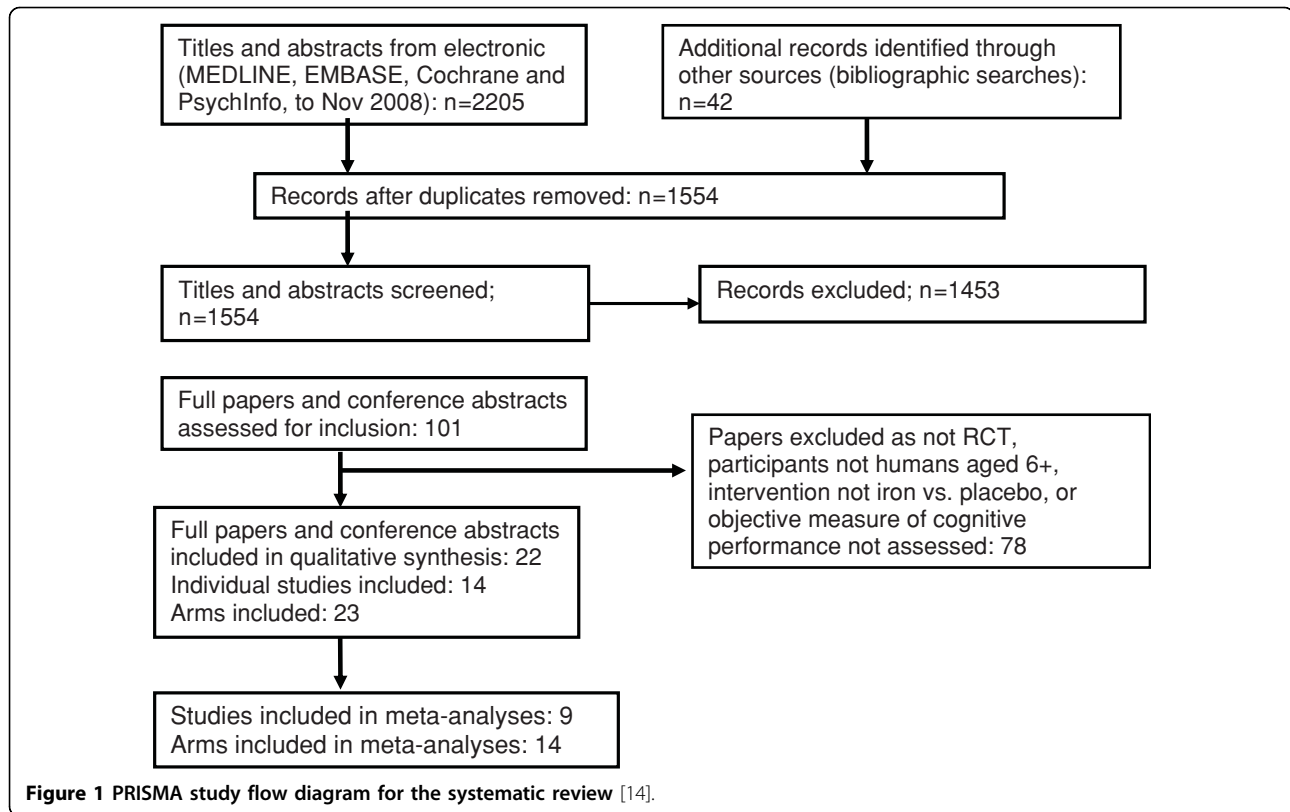 Titles and abstracts from electronic
(MEDLINE, EMBASE, Cochrane and
PsychInfo, to Nov 2008): n=2205
Additional records identified through
other sources (bibliographic searches):
n=42
Records after duplicates removed: n=1554
Titles and abstracts screened;
n=1554
Records excluded; n=1453
Full papers and conference abstracts
assessed for inclusion: 101
Papers excluded as not RCT,
participants not humans aged 6+,
intervention not iron vs. placebo, or
objective measure of cognitive
performance not assessed: 78
Full papers and conference abstracts
included in qualitative synthesis: 22
Individual studies included: 14
Arms included: 23
Studies included in meta-analyses: 9
Arms included in meta-analyses: 14
Figure 1 PRISMA study flow diagram for the systematic review [14].